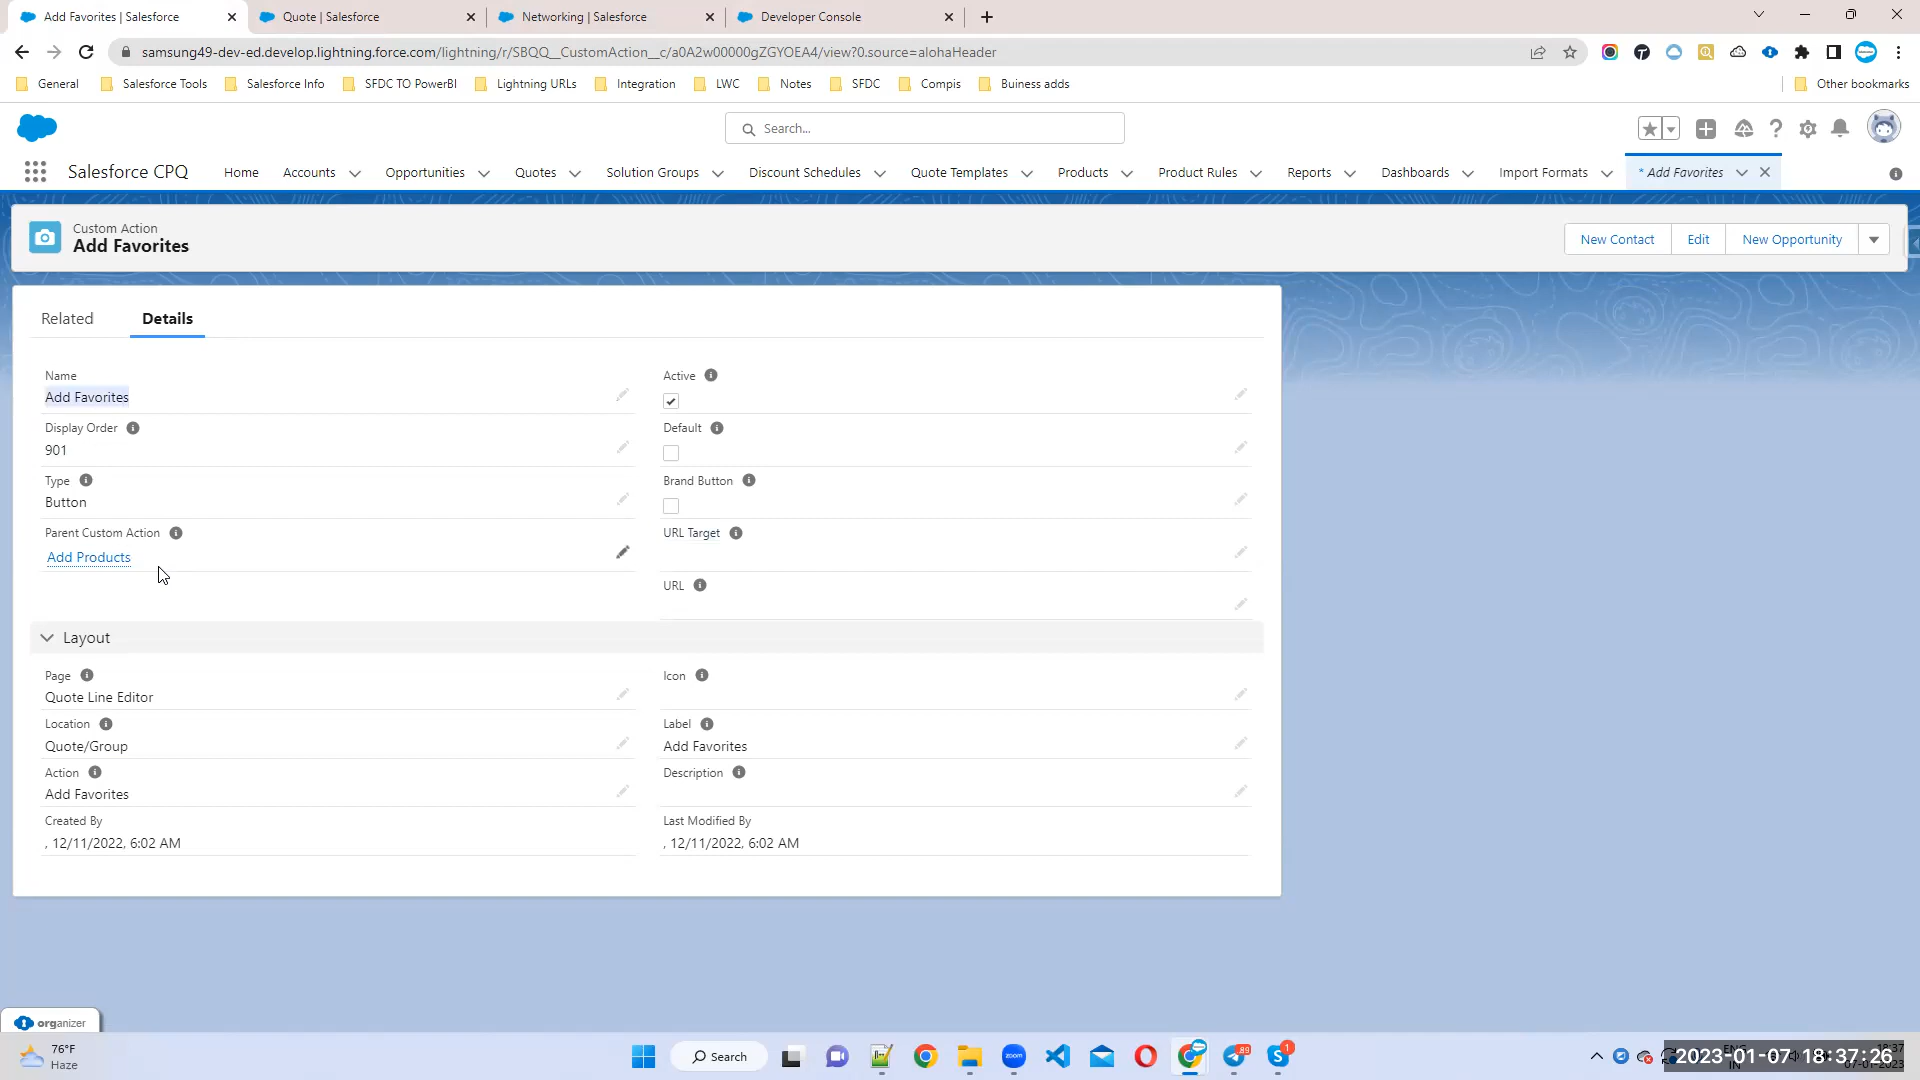 Add Favorites | Salesforce
Quote | Salesforce
Networking | Salesforce
Developer Console
samsung49-dev-ed.develop.lightning.force.com/lightning/r/SBQQ__CustomAction__c/a0A2w00000gZGYOEA4/view?0.source=alohaHeader
General
Salesforce Tools
Salesforce Info
SFDC TO PowerBI
Lightning URLs
Integration
LWC
Notes
SFDC
Compis
Buiness adds
Other bookmarks
Search...
Salesforce CPQ
Home
Accounts
Opportunities
Quotes
Solution Groups
Discount Schedules
Quote Templates
Products
Product Rules
Reports
Dashboards
Import Formats
* Add Favorites
Custom Action
Add Favorites
New Contact
Edit
New Opportunity
Related
Details
Name
Add Favorites
Active
Display Order
901
Default
Type
Button
Brand Button
Parent Custom Action
Add Products
URL Target
URL
Layout
Page
Quote Line Editor
Icon
Location
Quote/Group
Label
Add Favorites
Action
Add Favorites
Description
Created By
, 12/11/2022, 6:02 AM
Last Modified By
, 12/11/2022, 6:02 AM
organizer
76°F
Haze
Search
zoom
89
1
2023-01-07 18:37:26